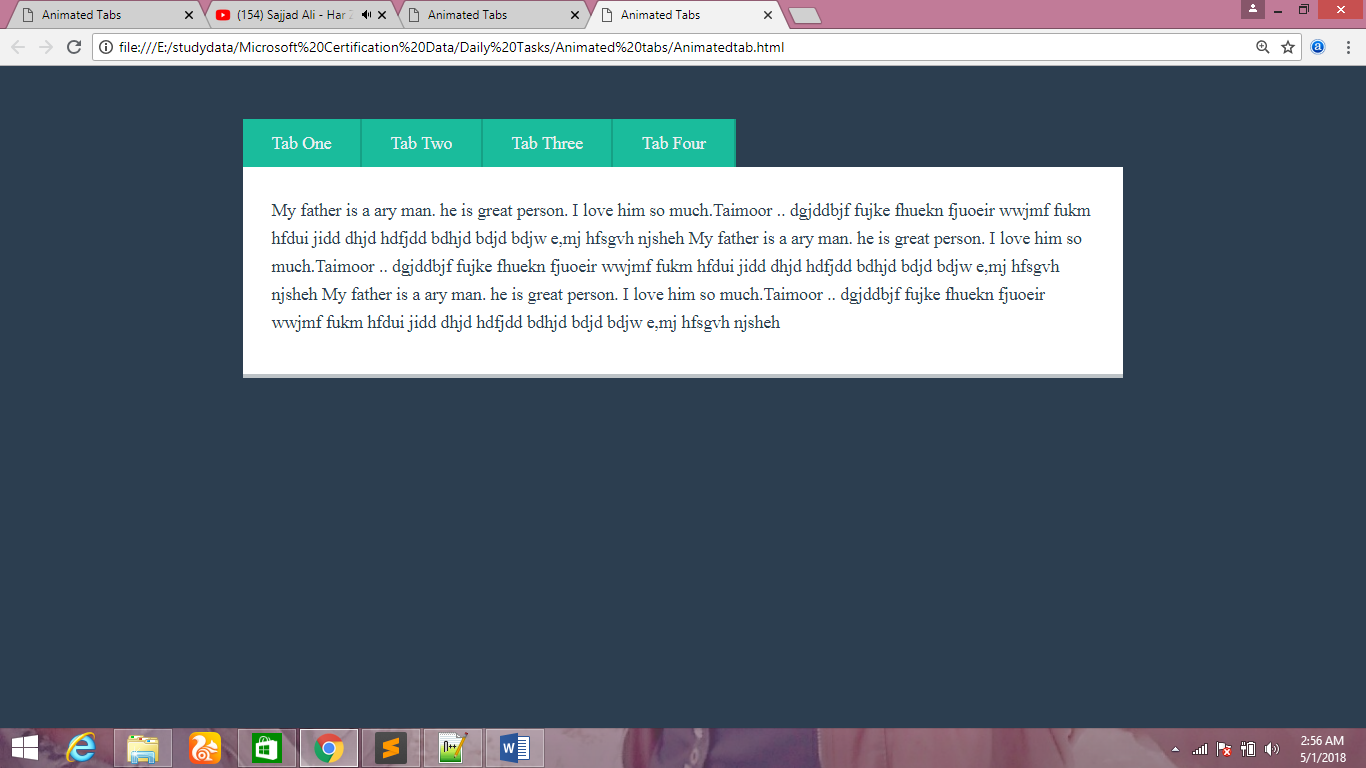 Animated Tabs
(154) Sajjad Ali - Har
Animated Tabs
Animated Tabs
file:///E:/studydata/Microsoft%20Certification%20Data/Daily%20Tasks/Animated%20tabs/Animatedtab.html
Tab One
Tab Two
Tab Three
Tab Four
My father is a ary man. he is great person. I love him so much.Taimoor .. dgjddbjf fujke fhuekn fjuoeir wwjmf fukm
hfdui jidd dhjd hdfjdd bdhjd bdjd bdjw e,mj hfsgvh njsheh My father is a ary man. he is great person. I love him so
much.Taimoor .. dgjddbjf fujke fhuekn fjuoeir wwjmf fukm hfdui jidd dhjd hdfjdd bdhjd bdjd bdjw e,mj hfsgvh
njsheh My father is a ary man. he is great person. I love him so much.Taimoor .. dgjddbjf fujke fhuekn fjuoeir
wwjmf fukm hfdui jidd dhjd hdfjdd bdhjd bdjd bdjw e,mj hfsgvh njsheh
2:56 AM
5/1/2018